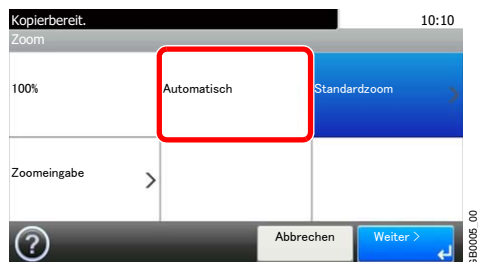 Kopierbereit. 10:10
Zoom
100% Automatisch Standardzoom >
Zoomeingabe >
? Abbrechen Weiter >
GB0005_00